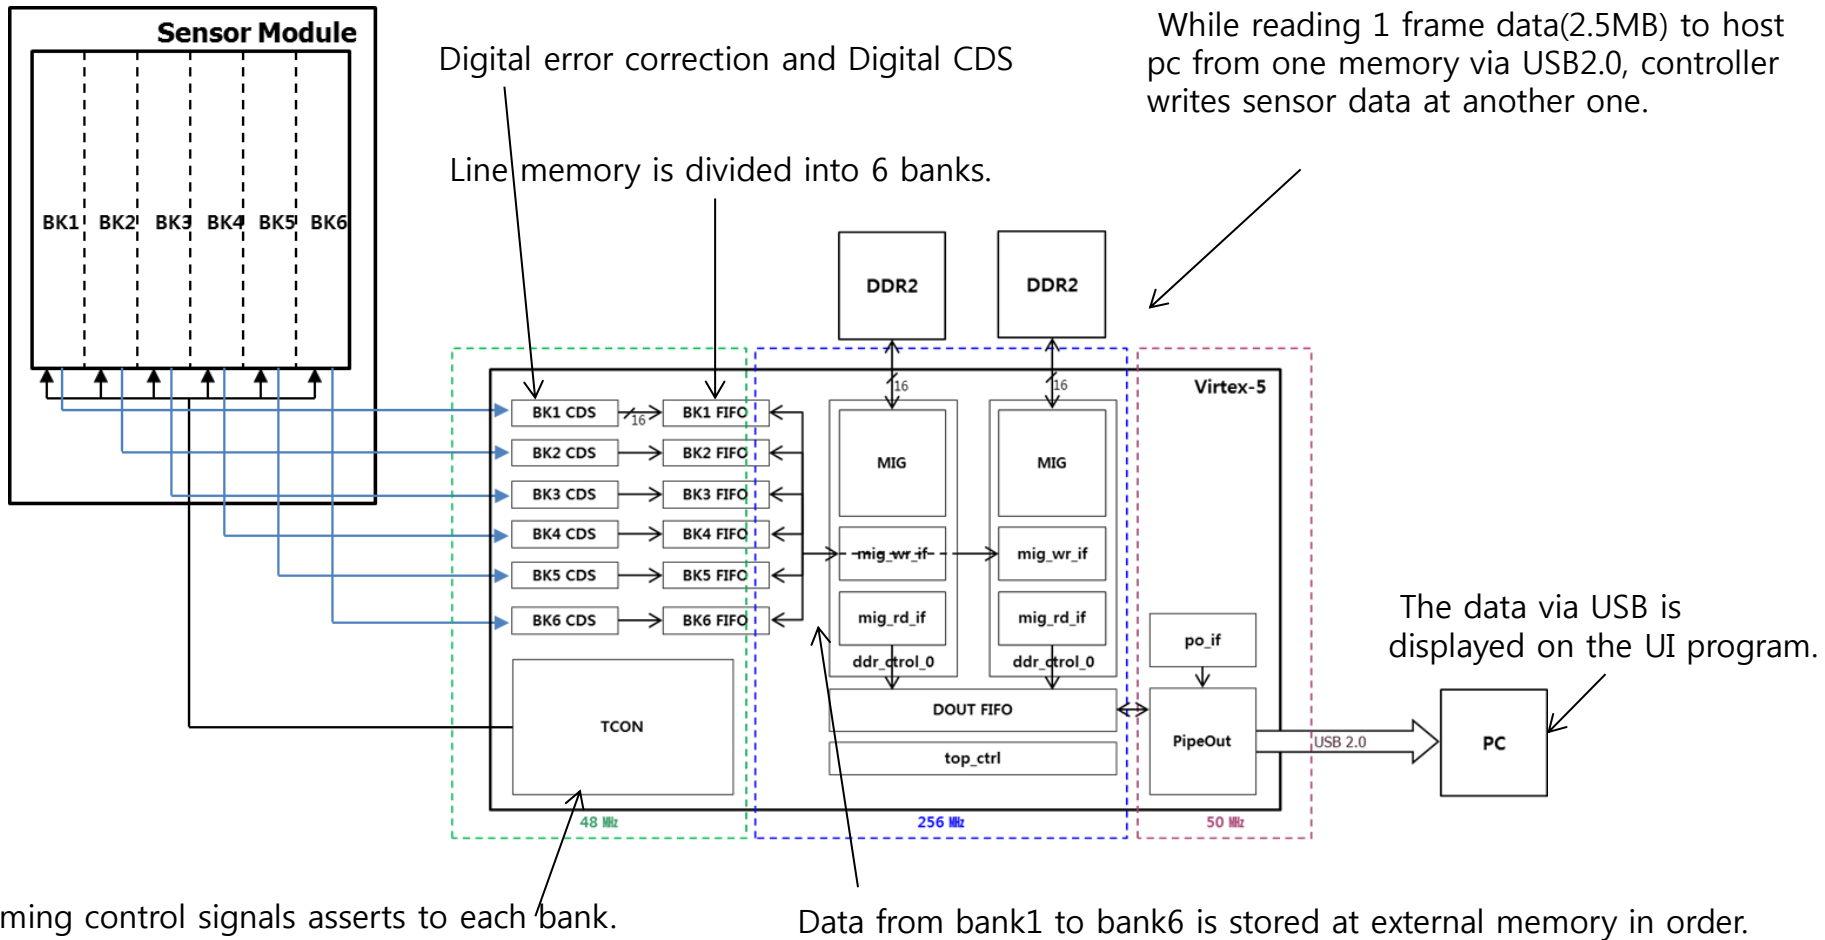 Sensor Module
BK1 BK2 BK3 BK4 BK5 BK6
Digital error correction and Digital CDS
Line memory is divided into 6 banks.
While reading 1 frame data(2.5MB) to host
pc from one memory via USB2.0, controller
writes sensor data at another one.
DDR2
DDR2
16
16
Virtex-5
BK1 CDS
16
BK1 FIFO
BK2 CDS
BK2 FIFO
BK3 CDS
BK3 FIFO
BK4 CDS
BK4 FIFO
BK5 CDS
BK5 FIFO
BK6 CDS
BK6 FIFO
MIG
mig_wr_if
mig_rd_if
ddr_ctrol_0
MIG
mig_wr_if
mig_rd_if
ddr_ctrol_0
TCON
DOUT FIFO
top_ctrl
po_if
PipeOut
USB 2.0
PC
The data via USB is
displayed on the UI program.
48 ㎒
256 ㎒
50 ㎒
ming control signals asserts to each bank.
Data from bank1 to bank6 is stored at external memory in order.